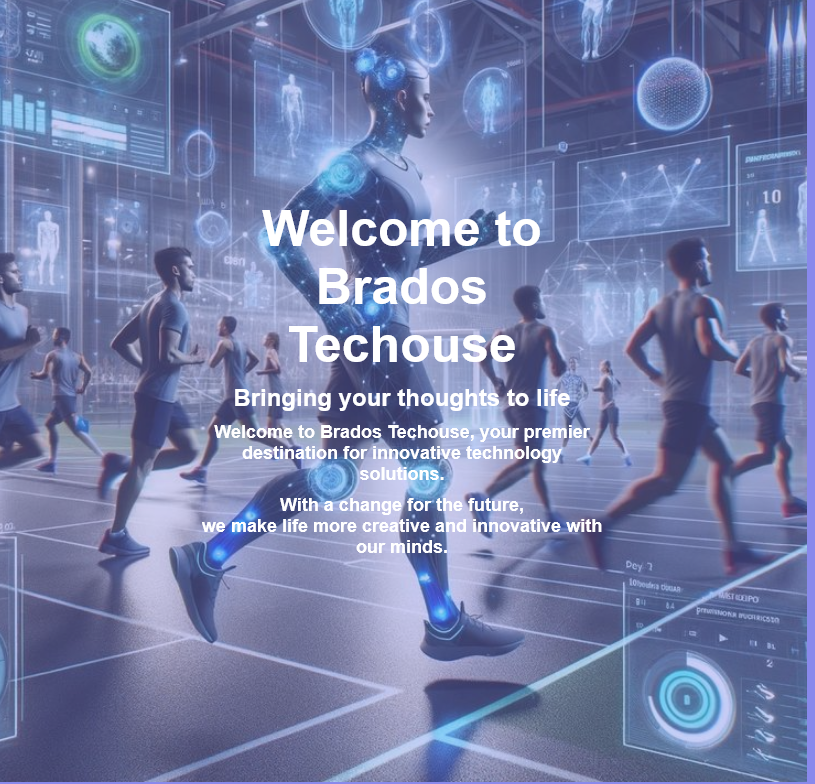 Welcome to
Brados
Techouse
Bringing your thoughts to life
Welcome to Brados Techouse, your premier
destination for innovative technology
solutions.
With a change for the future,
we make life more creative and innovative with
our minds.
10